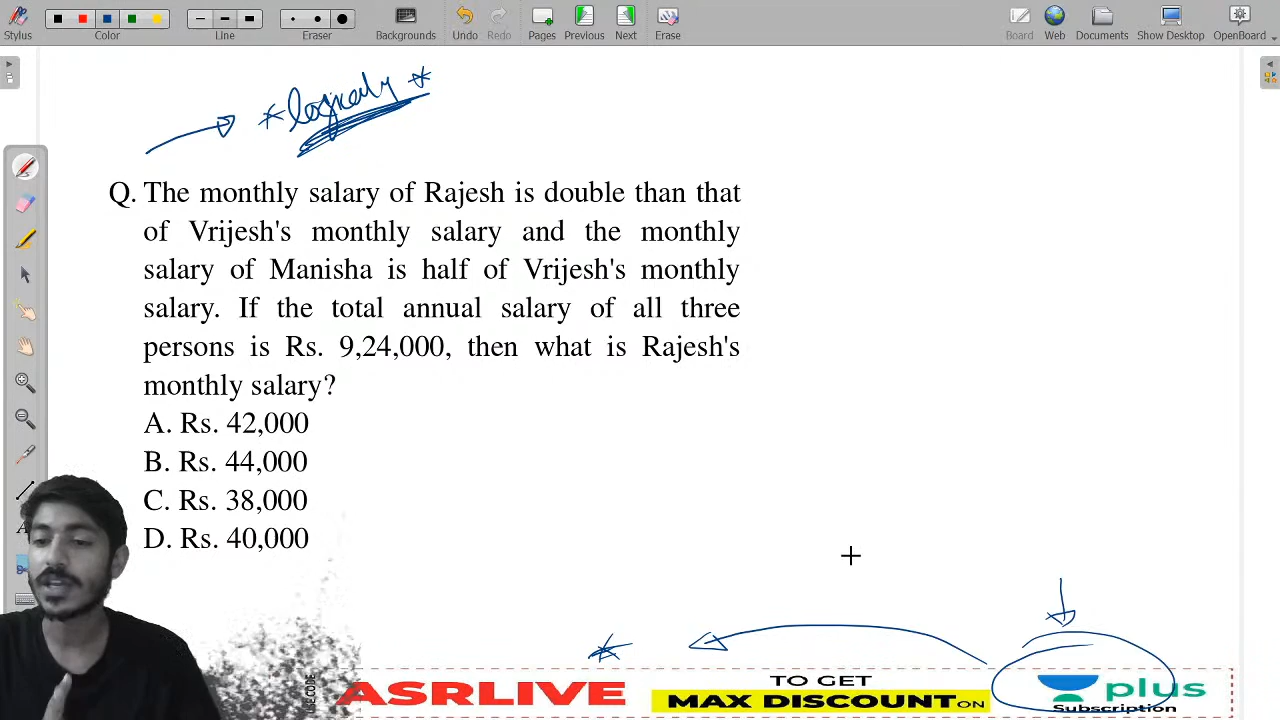 Stylus
Color
Line
Eraser
Backgrounds
Undo
Redo
Pages
Previous
Next
Erase
Board
Web
Documents
Show Desktop
OpenBoard
*logically*
Q. The monthly salary of Rajesh is double than that
of Vrijesh's monthly salary and the monthly
salary of Manisha is half of Vrijesh's monthly
salary. If the total annual salary of all three
persons is Rs. 9,24,000, then what is Rajesh's
monthly salary?
A. Rs. 42,000
B. Rs. 44,000
C. Rs. 38,000
D. Rs. 40,000
ASRLIVE
TO GET
MAX DISCOUNT ON
plus
Subscription